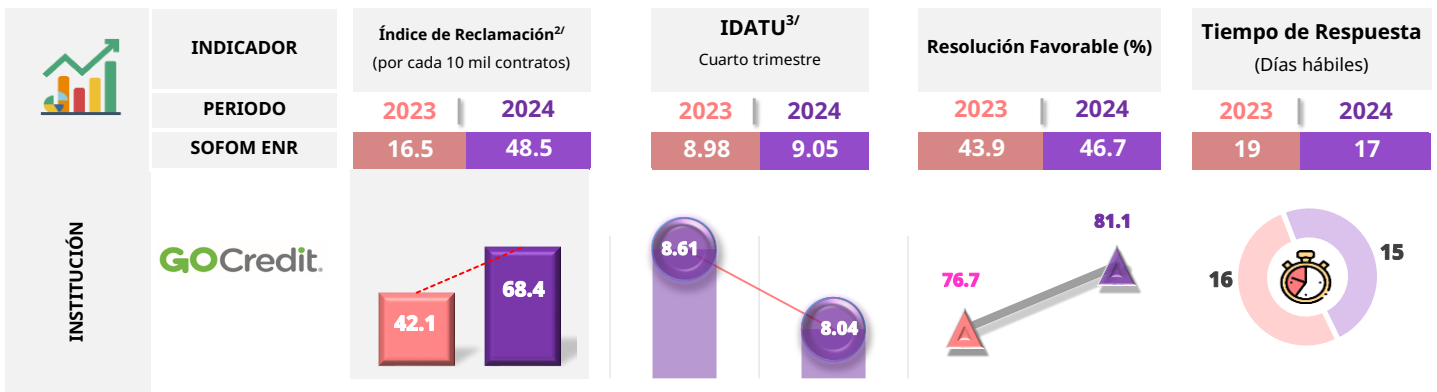 INDICADOR
Índice de Reclamación2/
(por cada 10 mil contratos)
IDATU3/
Cuarto trimestre
Resolución Favorable (%)
Tiempo de Respuesta
(Días hábiles)
PERIODO
2023 2024
2023 2024
2023 2024
2023 2024
SOFOM ENR
16.5 48.5
8.98 9.05
43.9 46.7
19 17
INSTITUCIÓN
GOCredit.
42.1
68.4
8.61
8.04
76.7
81.1
16
15